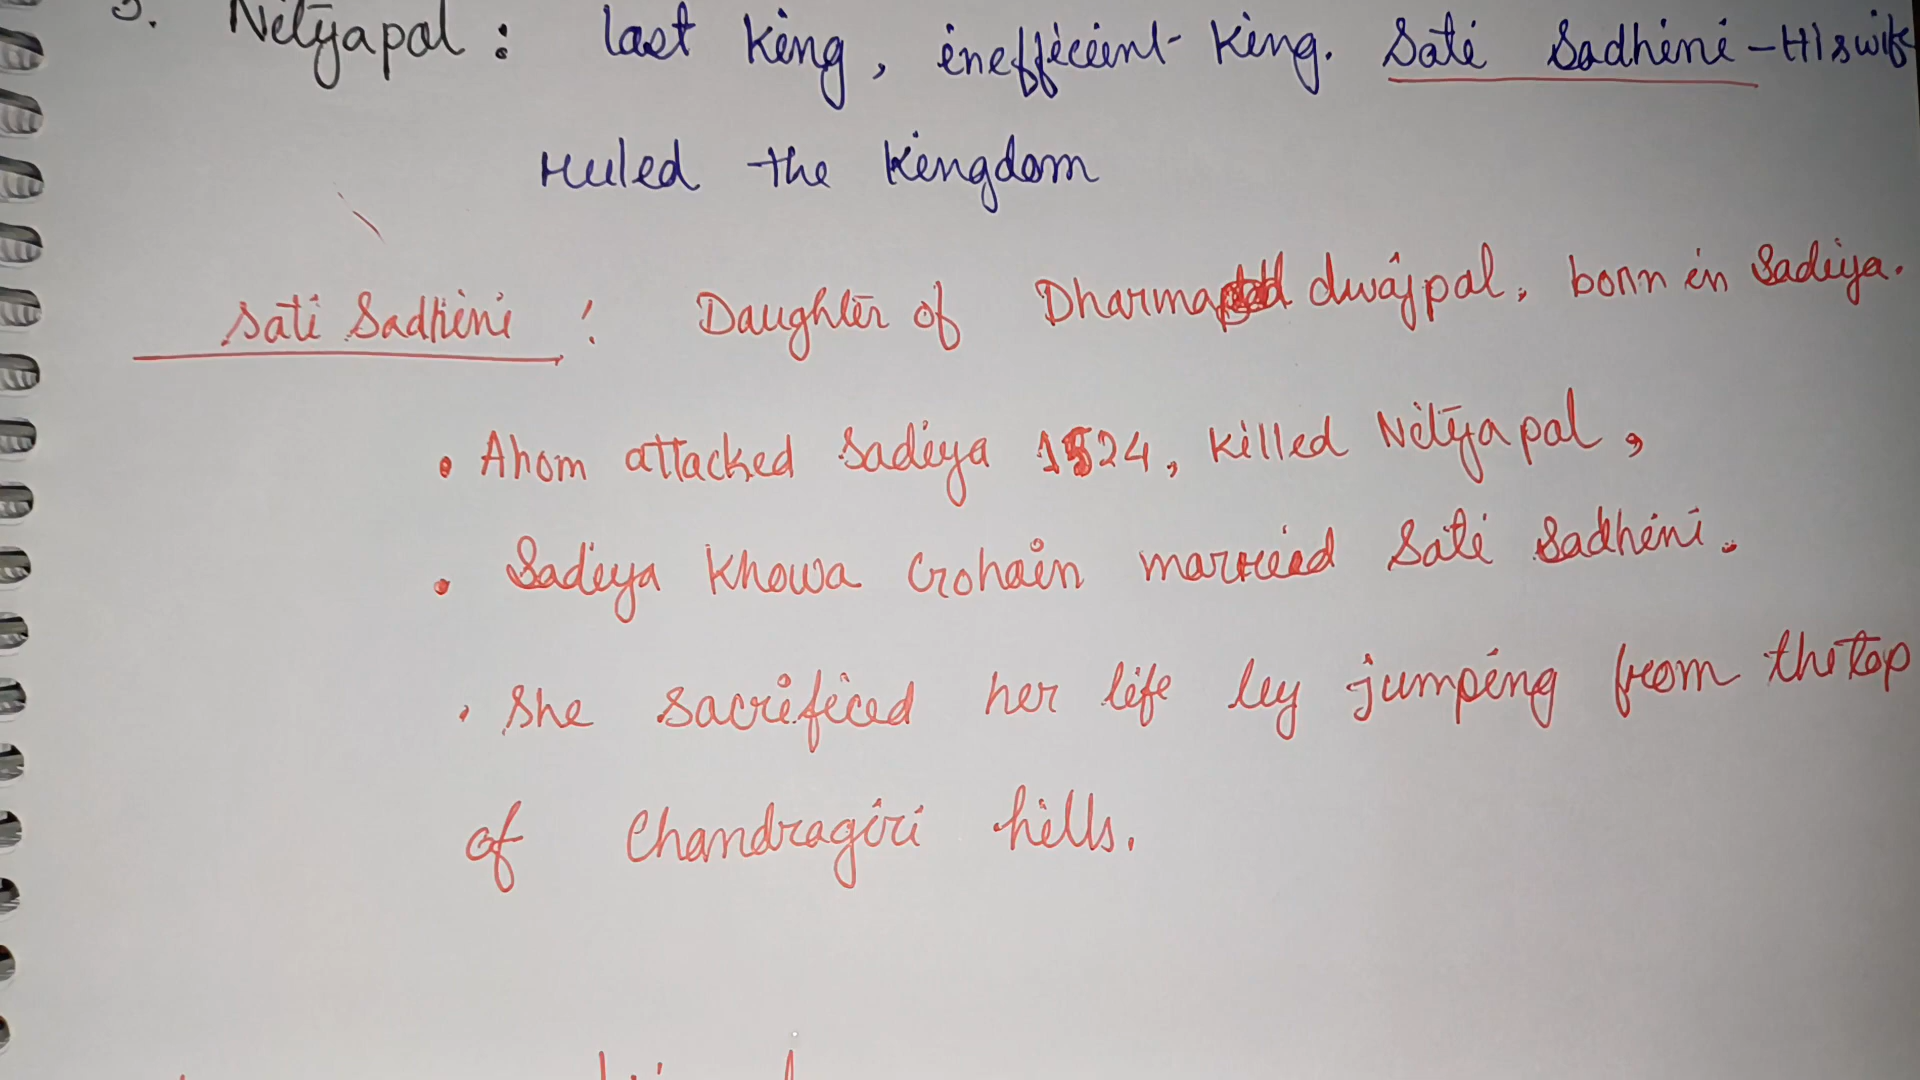 5. Nityapal : last king, inefficient king. Sati Sadhini - His wife
ruled the kingdom
Sati Sadhini : Daughter of Dharmadwajpal, born in Sadiya.
• Ahom attacked Sadiya 1524, killed Nityapal,
• Sadiya Khowa Gohain married Sati Sadhini.
• She sacrificed her life by jumping from the top
of Chandragiri hills.